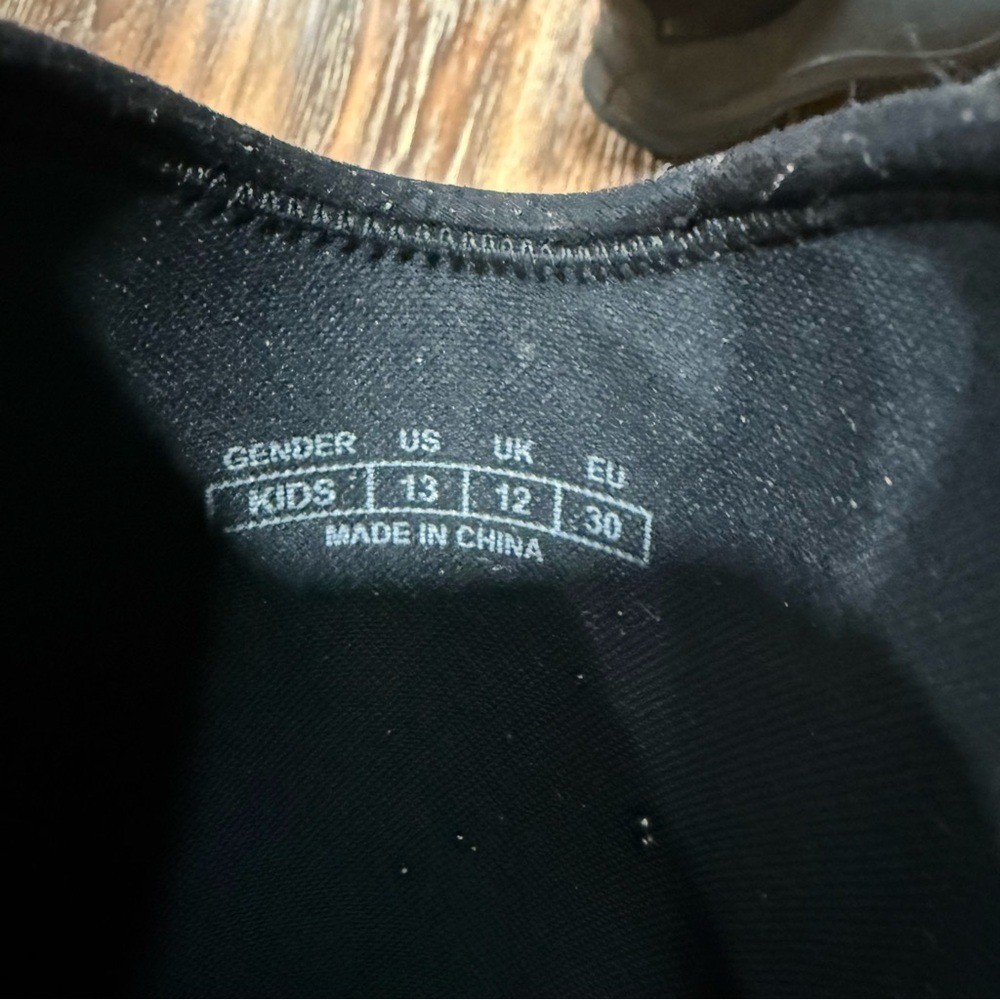 GENDER US UK EU
KIDS 13 12 30
MADE IN CHINA